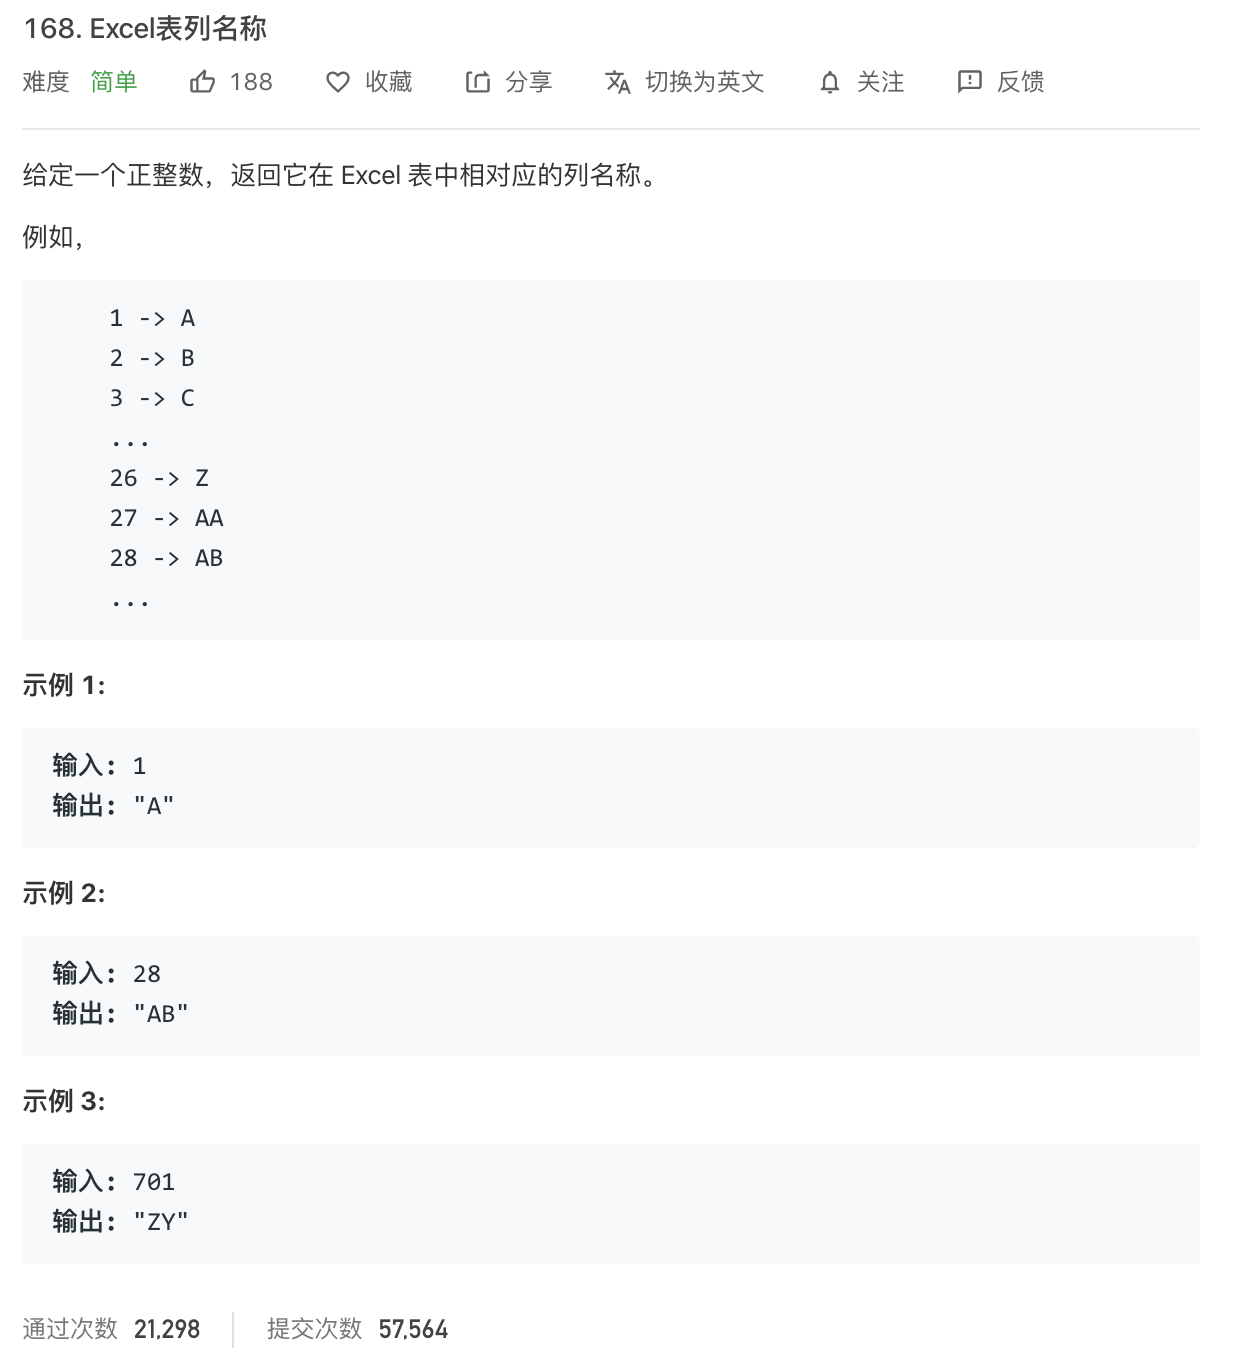 168. Excel表列名称
难度 简单 188 收藏 分享 切换为英文 关注 反馈
给定一个正整数，返回它在 Excel 表中相对应的列名称。
例如，
1 -> A
2 -> B
3 -> C
...
26 -> Z
27 -> AA
28 -> AB
...
示例 1:
输入: 1
输出: "A"
示例 2:
输入: 28
输出: "AB"
示例 3:
输入: 701
输出: "ZY"
通过次数 21,298 提交次数 57,564